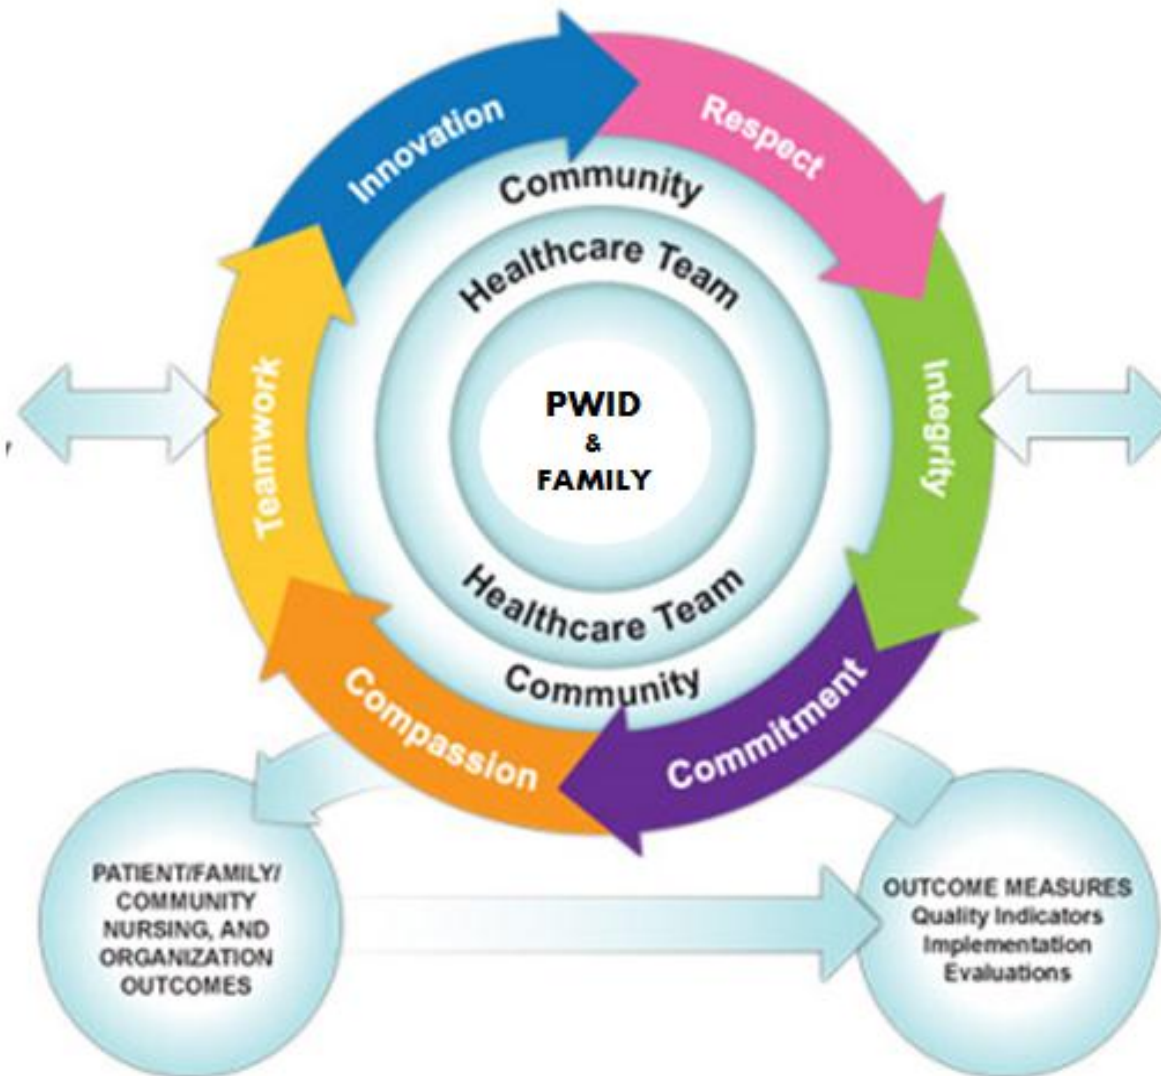 Innovation
Respect
Community
Healthcare Team
Integrity
Teamwork
PWID
&
FAMILY
Healthcare Team
Community
Compassion
Commitment
PATIENT/FAMILY/
COMMUNITY
NURSING, AND
ORGANIZATION
OUTCOMES
OUTCOME MEASURES
Quality Indicators
Implementation
Evaluations